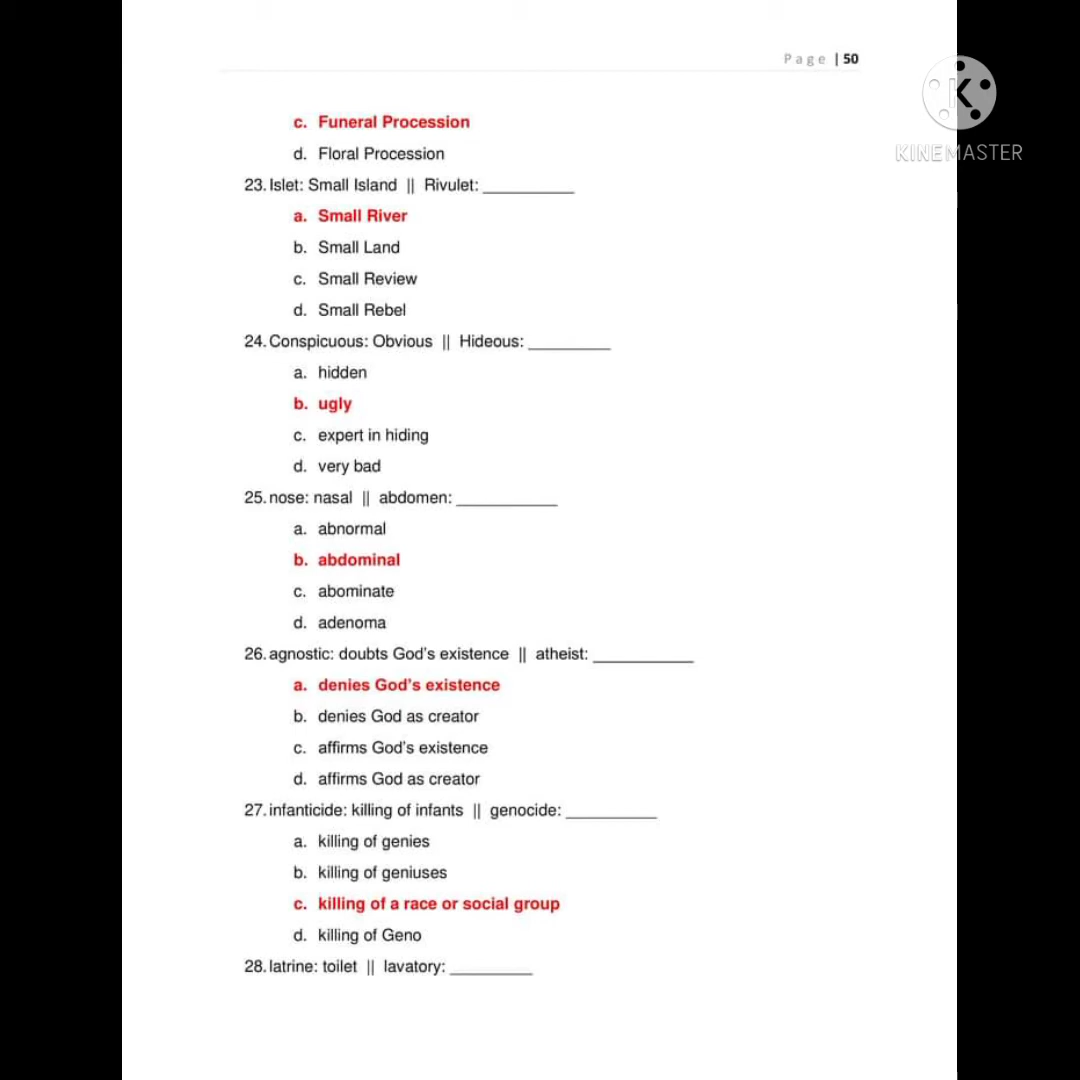 Page | 50
c. Funeral Procession
d. Floral Procession
23. Islet: Small Island || Rivulet: __________
a. Small River
b. Small Land
c. Small Review
d. Small Rebel
24. Conspicuous: Obvious || Hideous: _________
a. hidden
b. ugly
c. expert in hiding
d. very bad
25. nose: nasal || abdomen: ___________
a. abnormal
b. abdominal
c. abominate
d. adenoma
26. agnostic: doubts God's existence || atheist: ___________
a. denies God's existence
b. denies God as creator
c. affirms God's existence
d. affirms God as creator
27. infanticide: killing of infants || genocide: __________
a. killing of genies
b. killing of geniuses
c. killing of a race or social group
d. killing of Geno
28. latrine: toilet || lavatory: _________
K
KINEMASTER